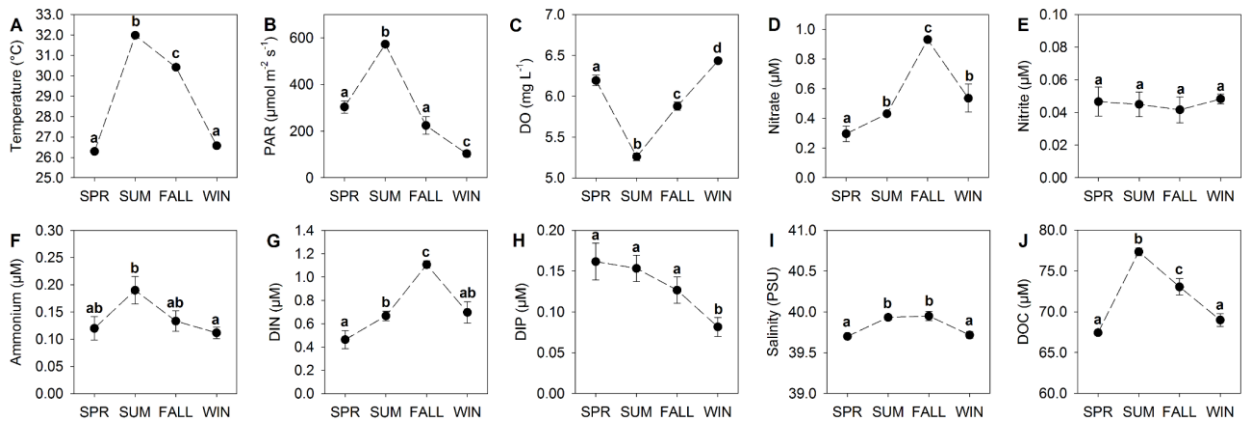 A
Temperature (°C)
33.0
32.0
31.0
30.0
29.0
28.0
27.0
26.0
25.0
a
b
c
a
SPR SUM FALL WIN
B
PAR (μmol m-2 s-1)
600
400
200
0
a
b
a
c
SPR SUM FALL WIN
C
DO (mg L-1)
7.0
6.5
6.0
5.5
5.0
a
b
c
d
SPR SUM FALL WIN
D
Nitrate (μM)
1.0
0.8
0.6
0.4
0.2
0.0
a
b
c
b
SPR SUM FALL WIN
E
Nitrite (μM)
0.10
0.08
0.06
0.04
0.02
0.00
a
a
a
a
SPR SUM FALL WIN
F
Ammonium (μM)
0.30
0.25
0.20
0.15
0.10
0.05
0.00
ab
b
ab
a
SPR SUM FALL WIN
G
DIN (μM)
1.4
1.2
1.0
0.8
0.6
0.4
0.2
0.0
a
b
c
ab
SPR SUM FALL WIN
H
DIP (μM)
0.20
0.15
0.10
0.05
0.00
a
a
a
b
SPR SUM FALL WIN
I
Salinity (PSU)
41.0
40.5
40.0
39.5
39.0
a
b
b
a
SPR SUM FALL WIN
J
DOC (μM)
80.0
75.0
70.0
65.0
60.0
a
b
c
a
SPR SUM FALL WIN